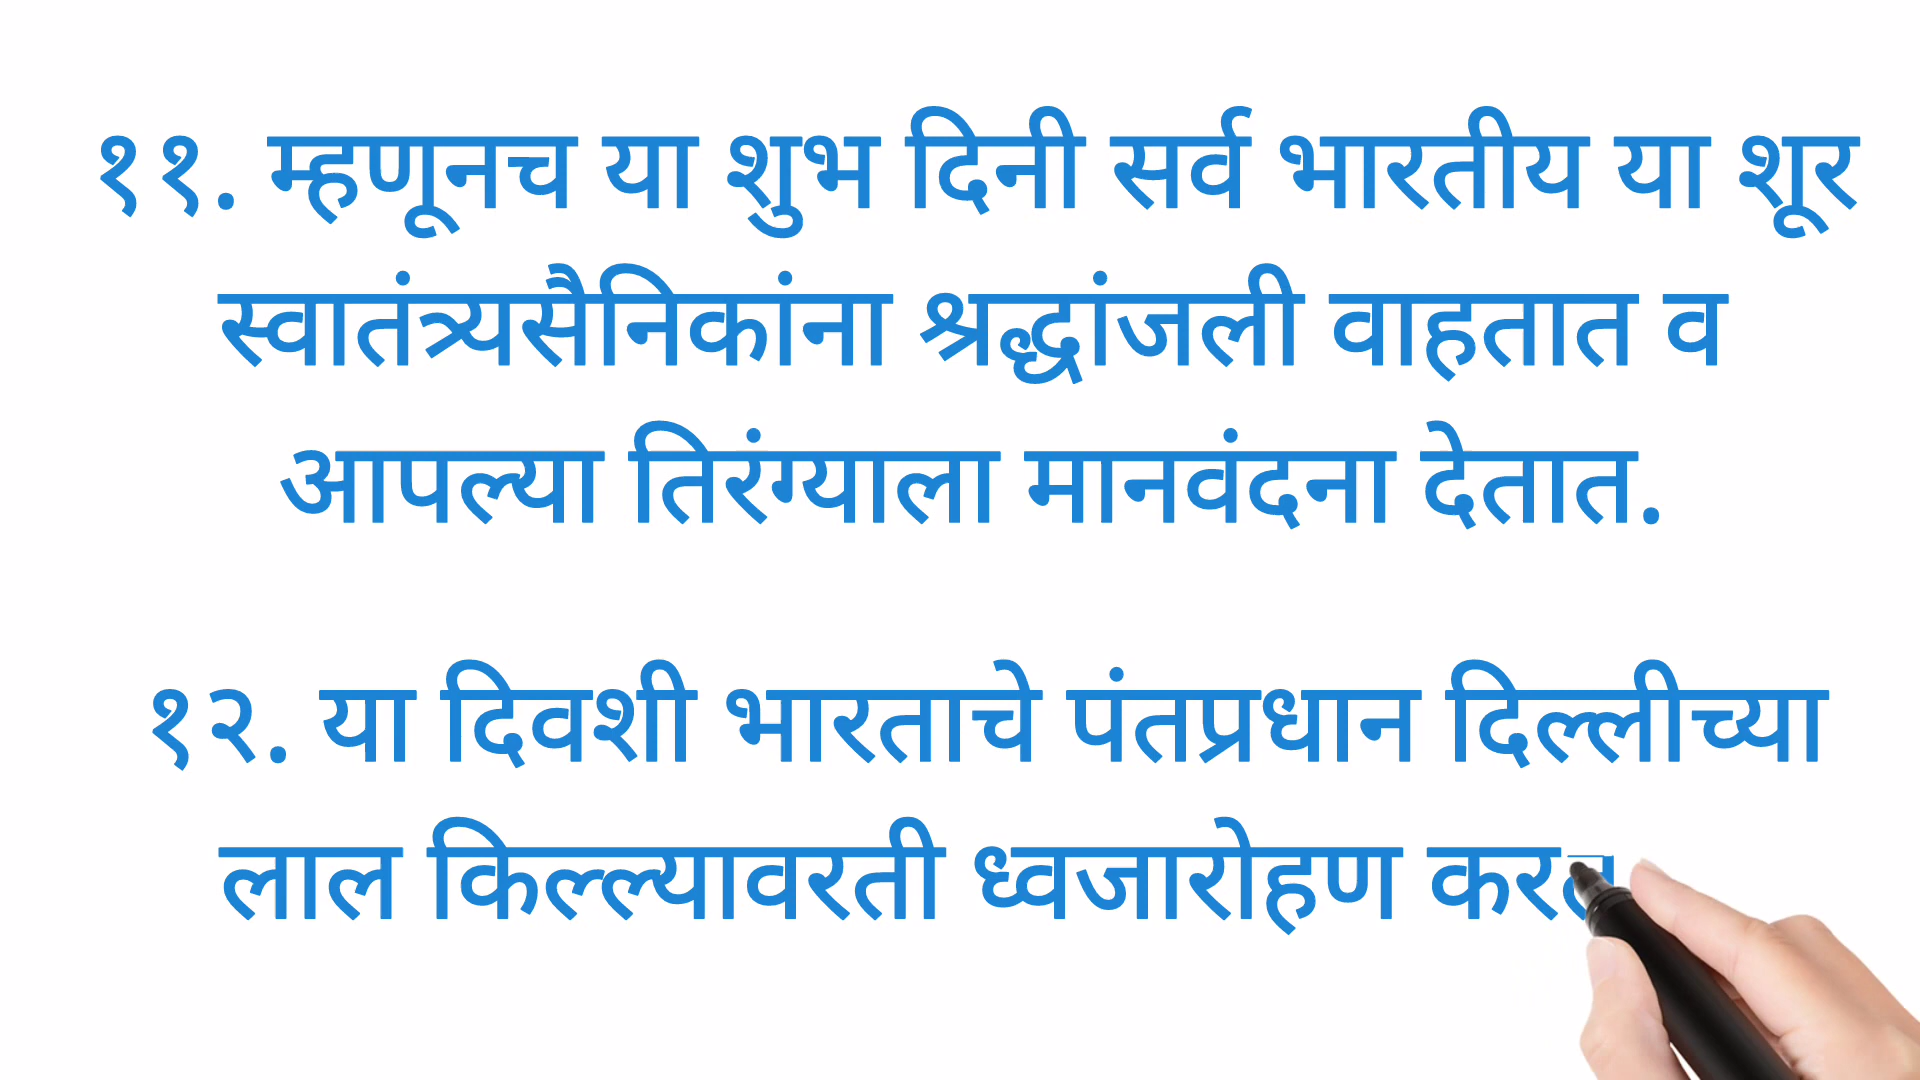 ११. म्हणूनच या शुभ दिनी सर्व भारतीय या शूर
स्वातंत्र्यसैनिकांना श्रद्धांजली वाहतात व
आपल्या तिरंग्याला मानवंदना देतात.
१२. या दिवशी भारताचे पंतप्रधान दिल्लीच्या
लाल किल्ल्यावरती ध्वजारोहण